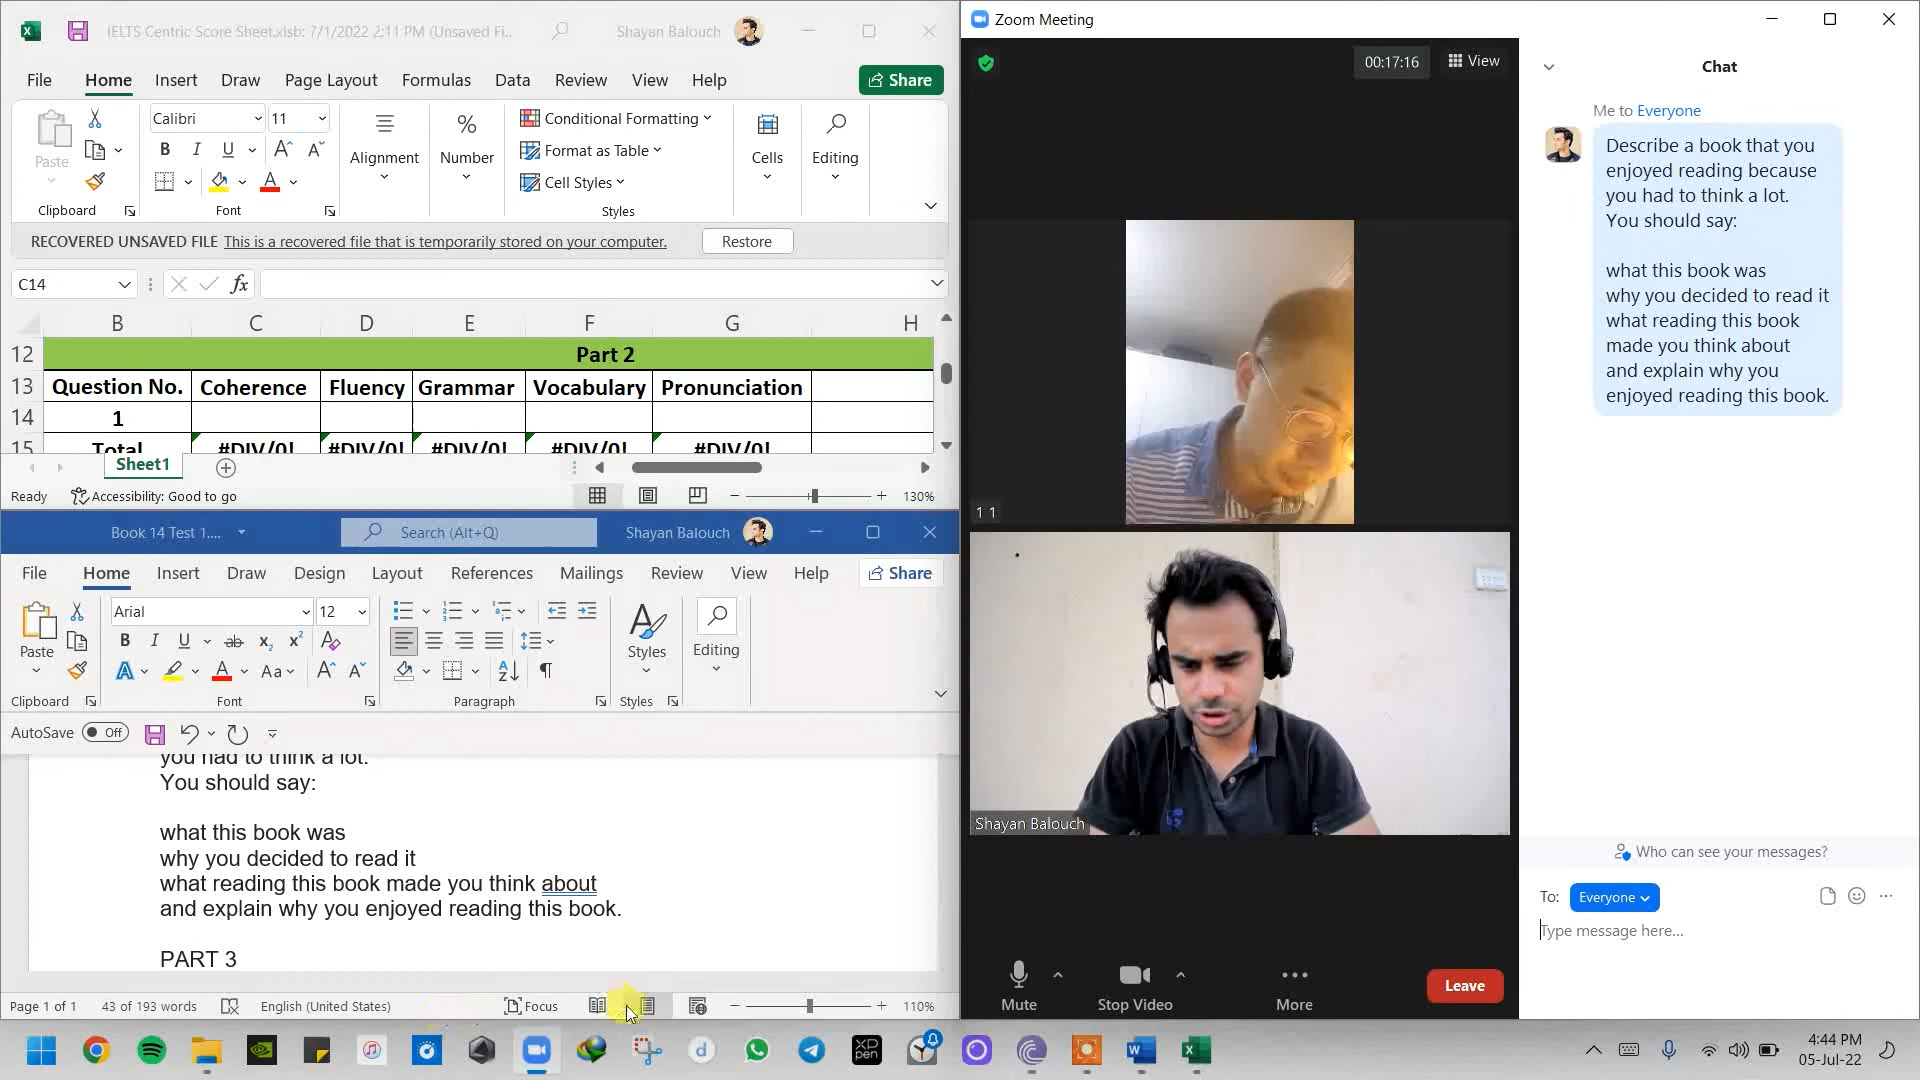 IELTS Centric Score Sheet.xlsb: 7/1/2022 2:11 PM (Unsaved Fi...
Shayan Balouch
File Home Insert Draw Page Layout Formulas Data Review View Help Share
Paste
Clipboard
Calibri 11
B I U
Font
Alignment
Number
Conditional Formatting
Format as Table
Cell Styles
Styles
Cells
Editing
RECOVERED UNSAVED FILE This is a recovered file that is temporarily stored on your computer. Restore
C14 fx
B C D E F G H
12 Part 2
13 Question No. Coherence Fluency Grammar Vocabulary Pronunciation
14 1
15 Total #DIV/0! #DIV/0! #DIV/0! #DIV/0! #DIV/0!
Sheet1
Ready Accessibility: Good to go 130%
Book 14 Test 1.... Search (Alt+Q) Shayan Balouch
File Home Insert Draw Design Layout References Mailings Review View Help Share
Paste
Clipboard
Arial 12
B I U ab x2 x2
A A Aa A A
Font
Paragraph
Styles
Styles
Editing
AutoSave Off
you had to think a lot.
You should say:
what this book was
why you decided to read it
what reading this book made you think about
and explain why you enjoyed reading this book.
PART 3
Page 1 of 1 43 of 193 words English (United States) Focus 110%
Zoom Meeting
00:17:16 View
1 1
Shayan Balouch
Mute Stop Video More Leave
Chat
Me to Everyone
Describe a book that you
enjoyed reading because
you had to think a lot.
You should say:
what this book was
why you decided to read it
what reading this book
made you think about
and explain why you
enjoyed reading this book.
Who can see your messages?
To: Everyone
Type message here...
XP
pen
4:44 PM
05-Jul-22